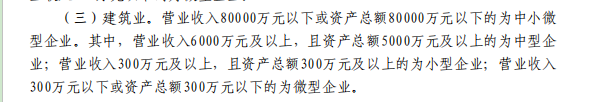 （三）建筑业。营业收入80000万元以下或资产总额80000万元以下的为中小微
型企业。其中，营业收入6000万元及以上，且资产总额5000万元及以上的为中型企
业；营业收入300万元及以上，且资产总额300万元及以上的为小型企业；营业收入
300万元以下或资产总额300万元以下的为微型企业。